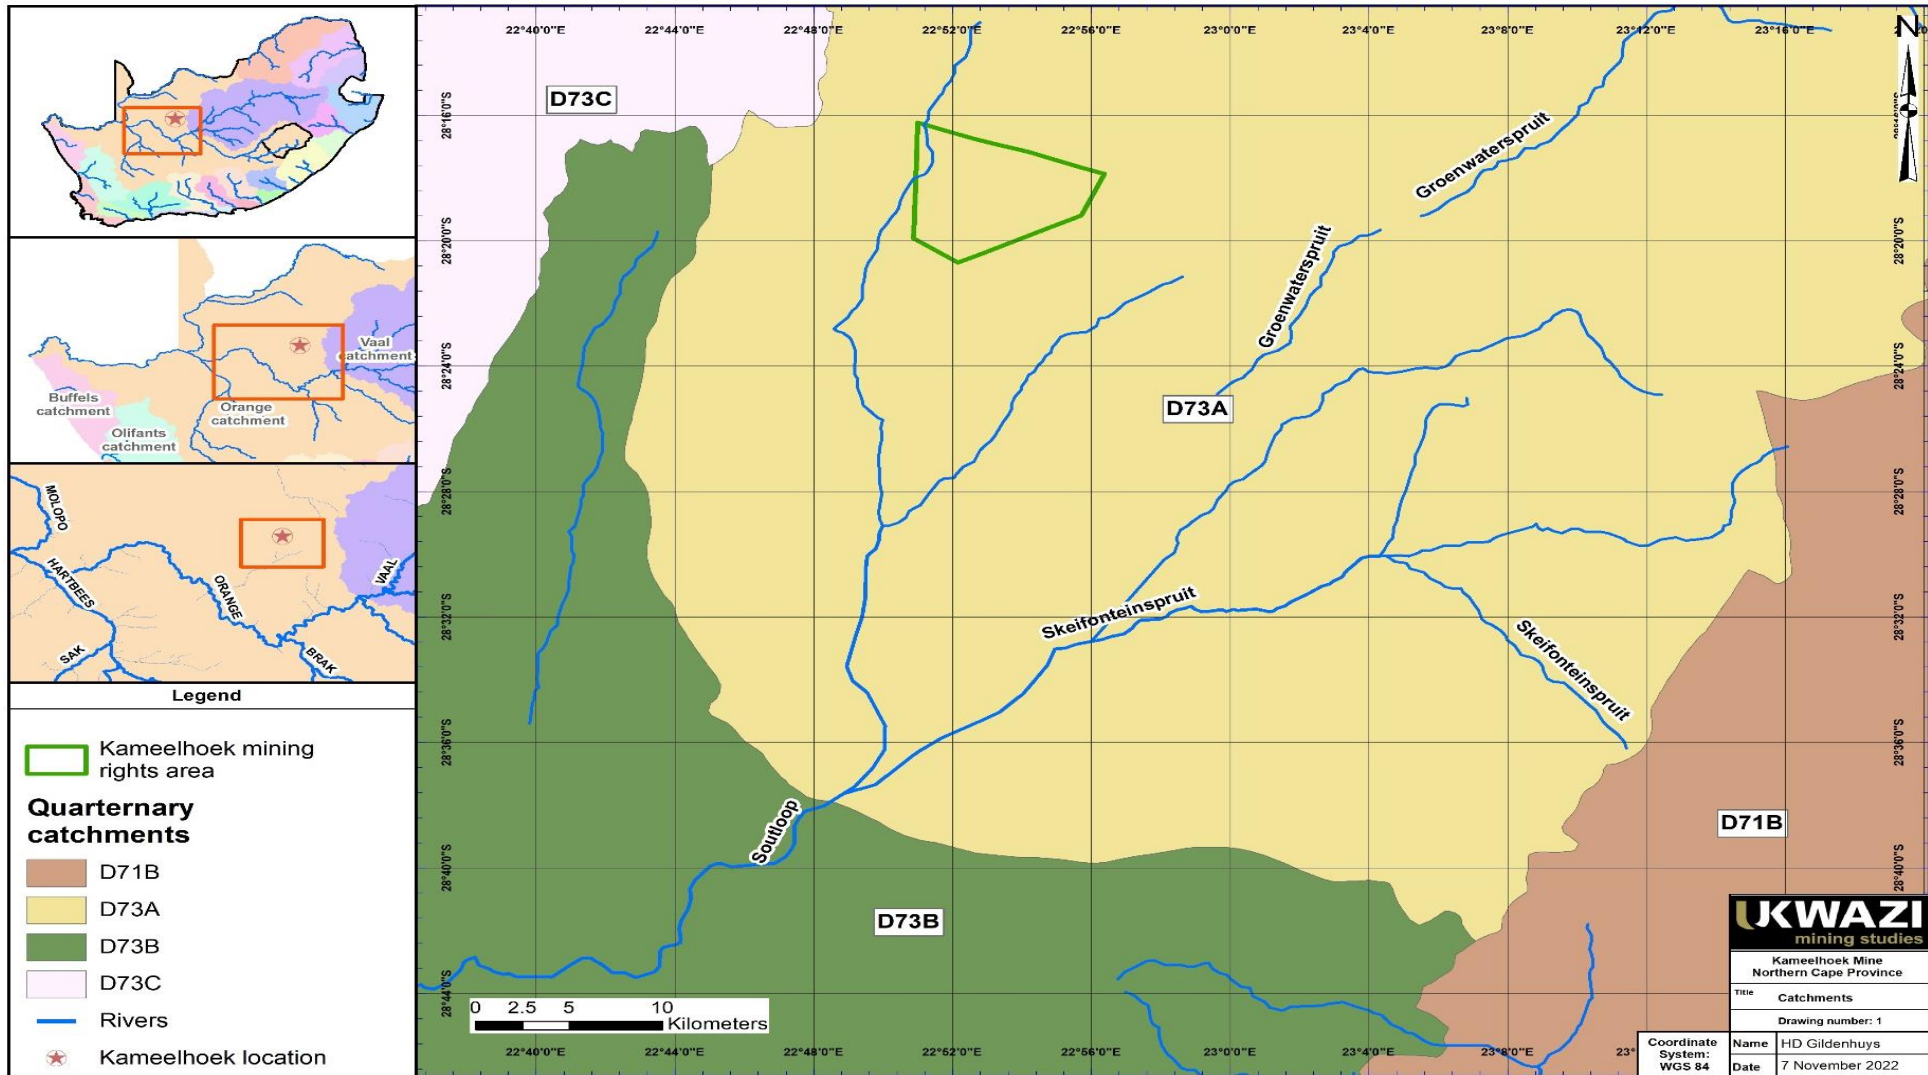 Vaal
catchment
Buffels
catchment
Orange
catchment
Olifants
catchment
MOLOPO
HARTBEES
ORANGE
VAAL
SAK
BRAK
Legend
Kameelhoek mining
rights area
Quarternary
catchments
D71B
D73A
D73B
D73C
Rivers
Kameelhoek location
22°40'0"E
22°44'0"E
22°48'0"E
22°52'0"E
22°56'0"E
23°0'0"E
23°4'0"E
23°8'0"E
23°12'0"E
23°16'0"E
N
D73C
28°16'0"S
Groenwaterspruit
28°20'0"S
28°20'0"S
Groenwaterspruit
28°24'0"S
28°24'0"S
D73A
28°28'0"S
28°28'0"S
28°32'0"S
28°32'0"S
Skeifonteinspruit
Skeifonteinspruit
28°36'0"S
28°36'0"S
Soutloop
D71B
28°40'0"S
28°40'0"S
D73B
28°44'0"S
0 2.5 5 10
Kilometers
22°40'0"E
22°44'0"E
22°48'0"E
22°52'0"E
22°56'0"E
23°0'0"E
23°4'0"E
23°8'0"E
23°
UKWAZI
mining studies
Kameelhoek Mine
Northern Cape Province
Title Catchments
Drawing number: 1
Coordinate
System:
WGS 84
Name HD Gildenhuys
Date 7 November 2022